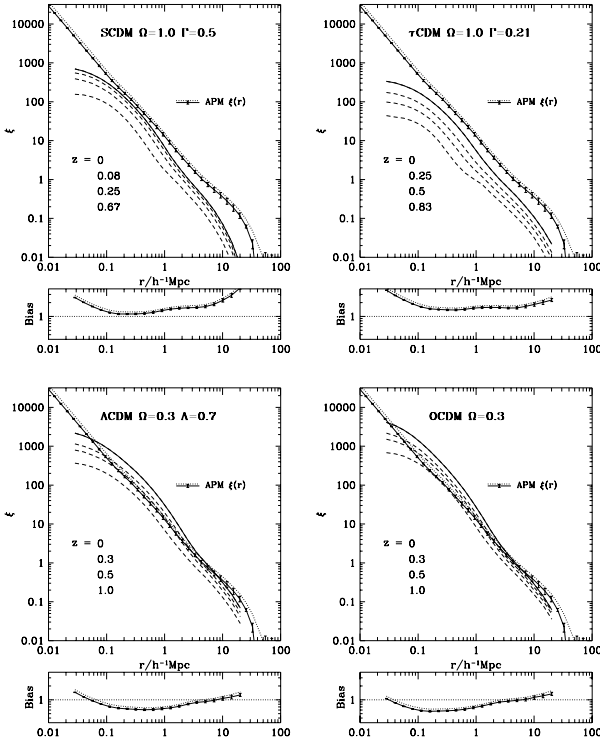 SCDM Ω=1.0 Γ=0.5
10000
1000
100
10
1
0.1
0.01
ξ
APM ξ(r)
z = 0
0.08
0.25
0.67
0.01 0.1 1 10 100
r/h⁻¹Mpc
Bias
1
0.01 0.1 1 10 100
τCDM Ω=1.0 Γ=0.21
10000
1000
100
10
1
0.1
0.01
ξ
APM ξ(r)
z = 0
0.25
0.5
0.83
0.01 0.1 1 10 100
r/h⁻¹Mpc
Bias
1
0.01 0.1 1 10 100
ΛCDM Ω=0.3 Λ=0.7
10000
1000
100
10
1
0.1
0.01
ξ
APM ξ(r)
z = 0
0.3
0.5
1.0
0.01 0.1 1 10 100
r/h⁻¹Mpc
Bias
1
0.01 0.1 1 10 100
OCDM Ω=0.3
10000
1000
100
10
1
0.1
0.01
ξ
APM ξ(r)
z = 0
0.3
0.5
1.0
0.01 0.1 1 10 100
r/h⁻¹Mpc
Bias
1
0.01 0.1 1 10 100